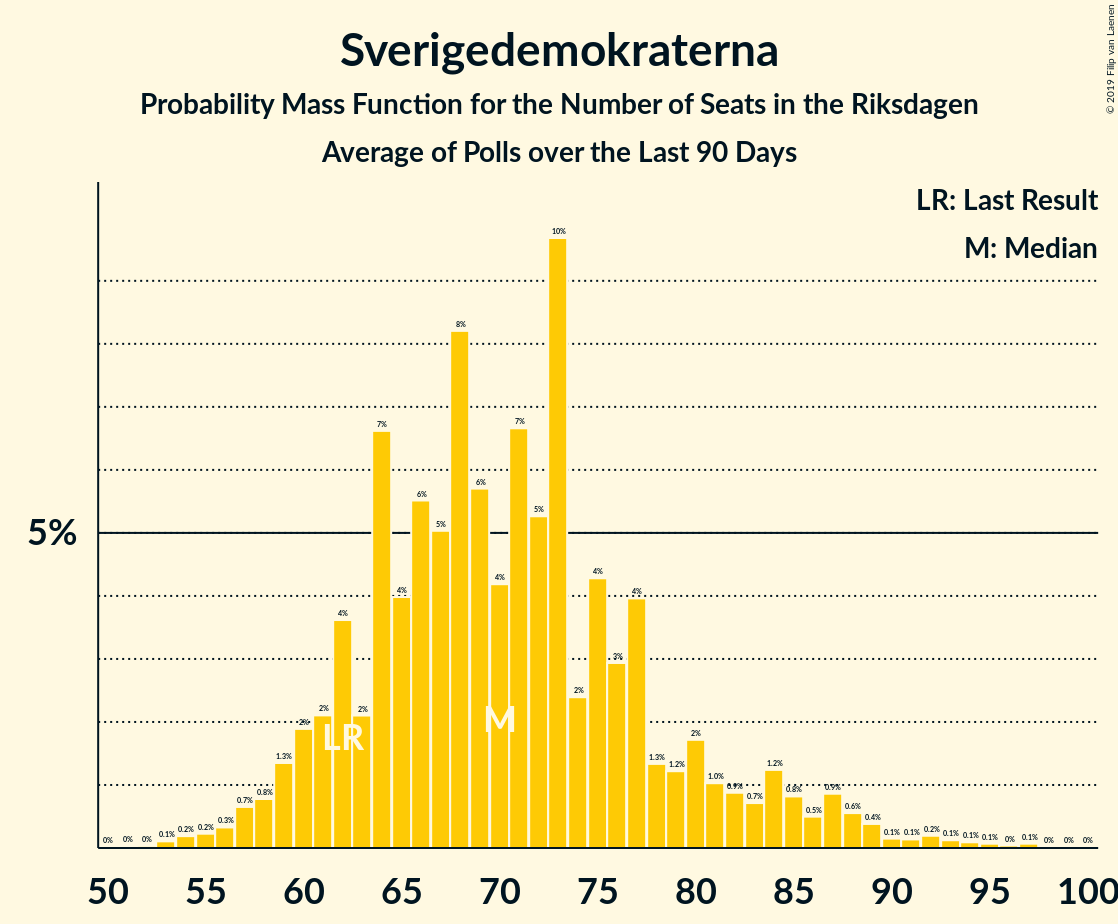 Sverigedemokraterna
Probability Mass Function for the Number of Seats in the Riksdagen
Average of Polls over the Last 90 Days
© 2019 Filip van Laenen
LR: Last Result
M: Median
5%
0% 0% 0% 0.1% 0.2% 0.2% 0.3% 0.7% 0.8% 1.3% 2% 2% 4% 2% 7% 4% 6% 5% 8% 6% 4% 7% 5% 10% 2% 4% 3% 4% 1.3% 1.2% 2% 1.0% 0.9% 0.7% 1.2% 0.8% 0.5% 0.9% 0.6% 0.4% 0.1% 0.1% 0.2% 0.1% 0.1% 0.1% 0% 0.1% 0% 0% 0%
LR M
50 55 60 65 70 75 80 85 90 95 100